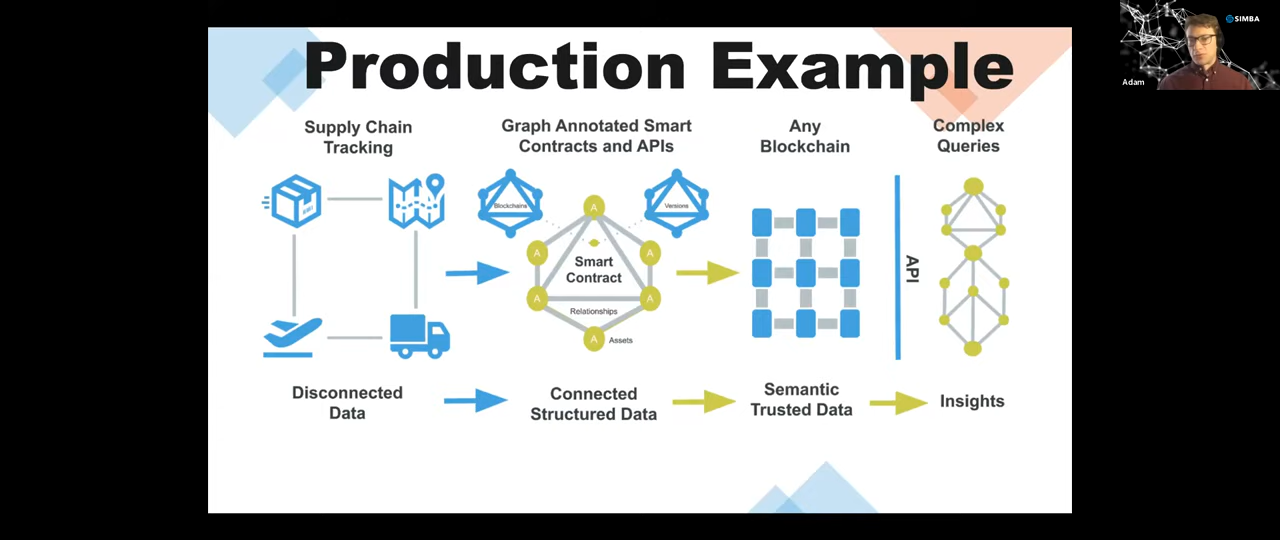 Production Example
SIMBA
Adam
Supply Chain
Tracking
Graph Annotated Smart
Contracts and APIs
Any
Blockchain
Complex
Queries
Blockchains
Versions
A
A
A
Smart
Contract
A
A
Relationships
A
Assets
API
Disconnected
Data
Connected
Structured Data
Semantic
Trusted Data
Insights